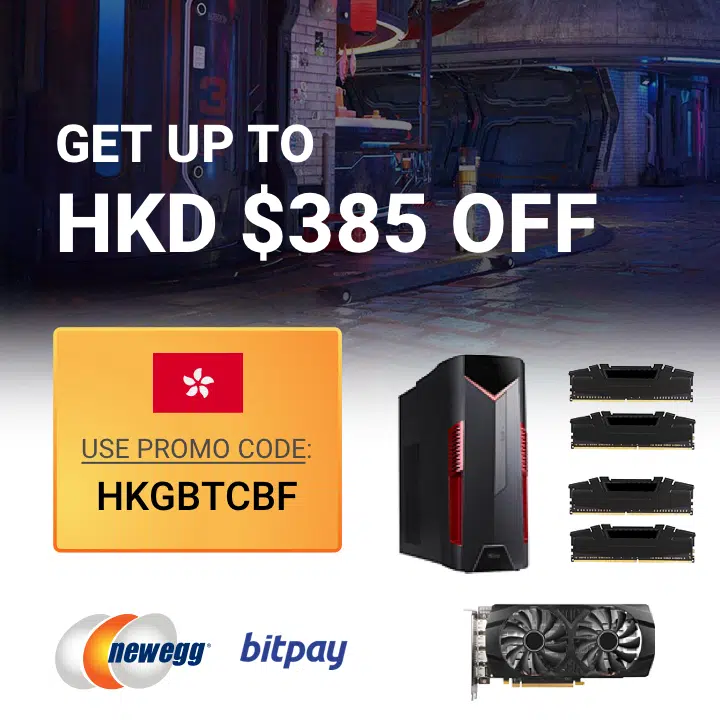 GET UP TO
HKD $385 OFF
USE PROMO CODE:
HKGBTCBF
newegg
bitpay